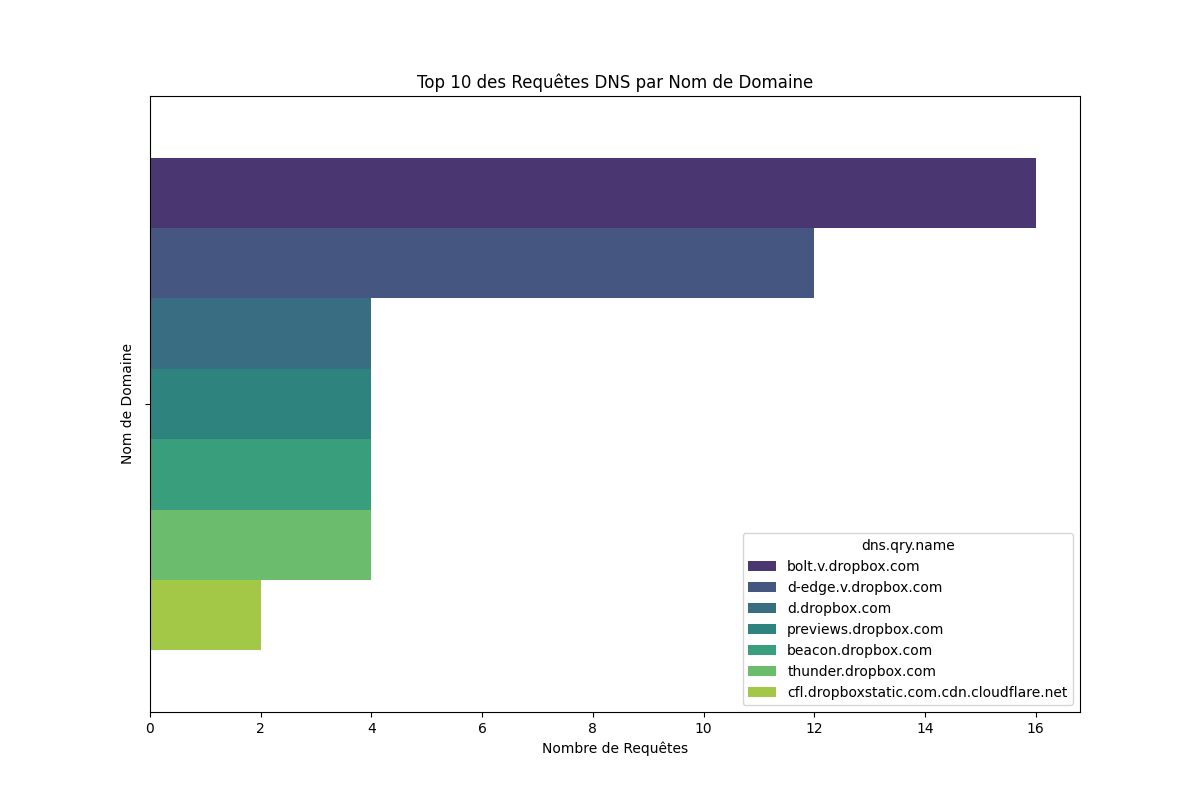 Top 10 des Requêtes DNS par Nom de Domaine
Nom de Domaine
dns.qry.name
bolt.v.dropbox.com
d-edge.v.dropbox.com
d.dropbox.com
previews.dropbox.com
beacon.dropbox.com
thunder.dropbox.com
cfl.dropboxstatic.com.cdn.cloudflare.net
0 2 4 6 8 10 12 14 16
Nombre de Requêtes